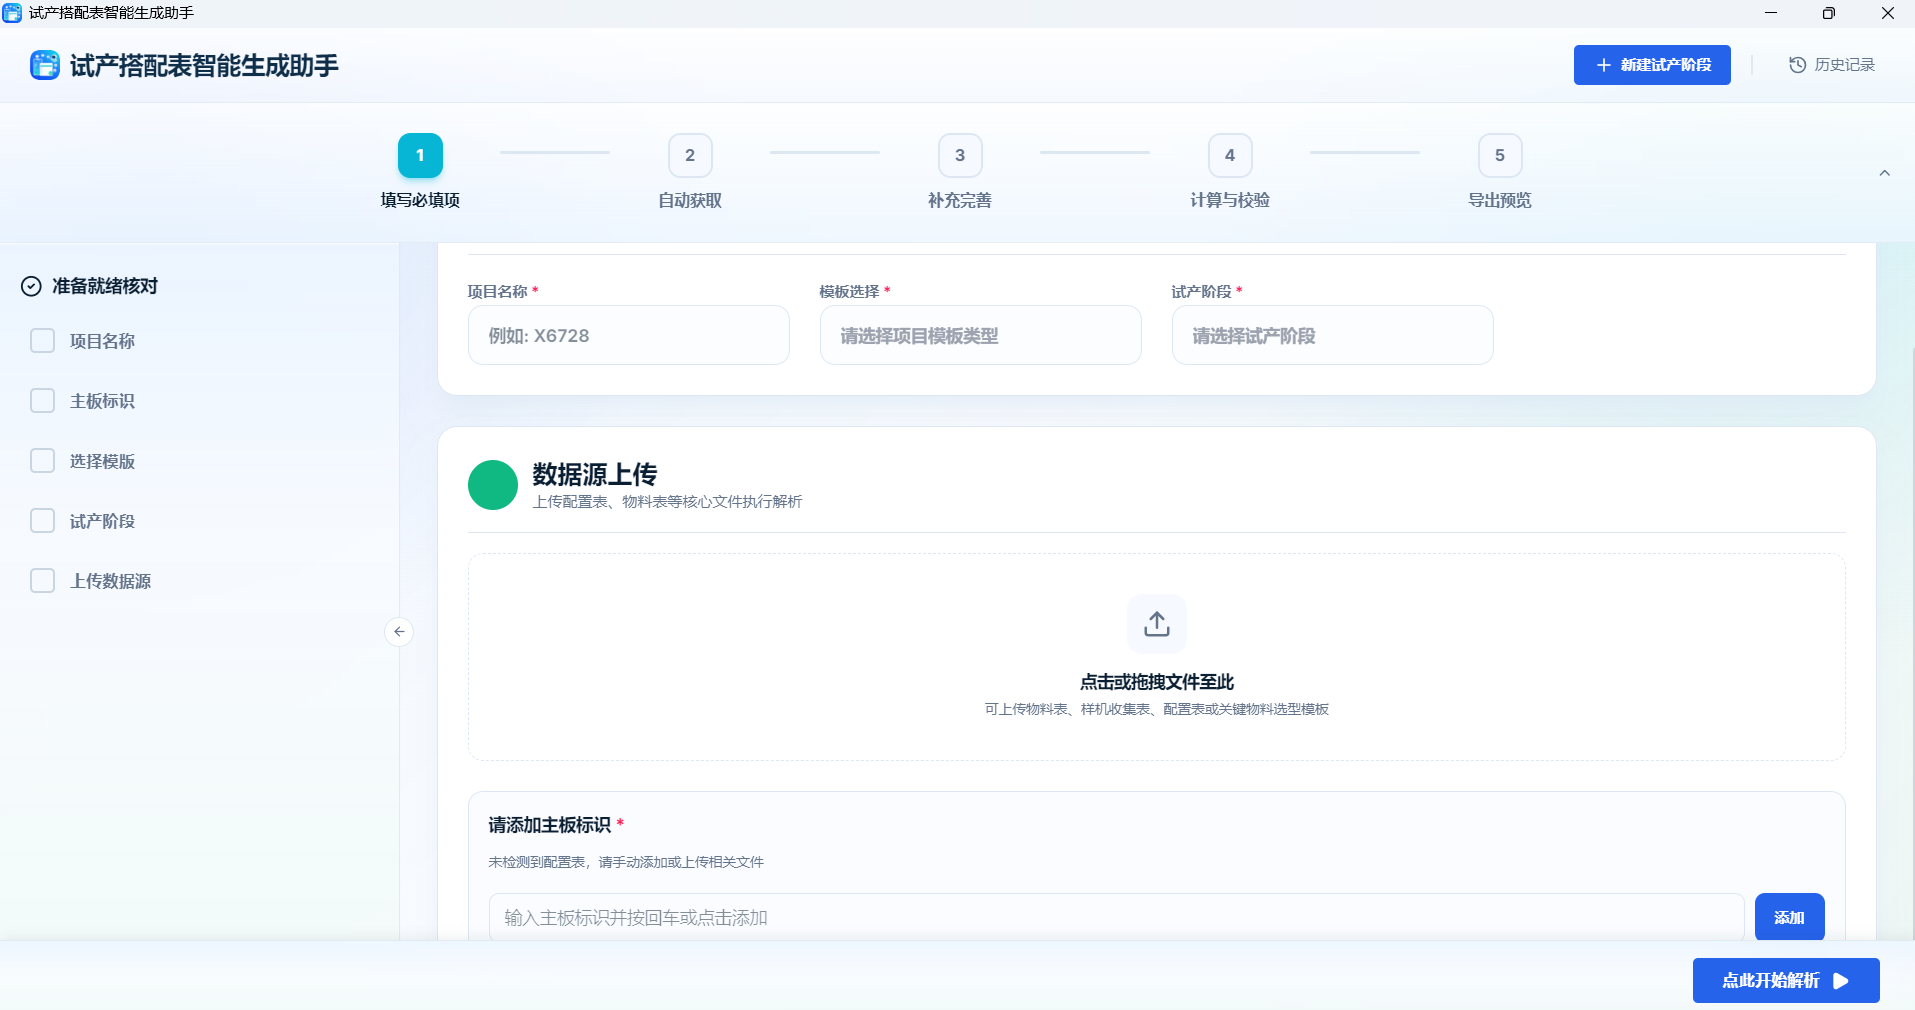 试产搭配表智能生成助手
试产搭配表智能生成助手
新建试产阶段
历史记录
1
2
3
4
5
填写必填项
自动获取
补充完善
计算与校验
导出预览
准备就绪核对
项目名称
主板标识
选择模版
试产阶段
上传数据源
项目名称 *
模板选择 *
试产阶段 *
例如: X6728
请选择项目模板类型
请选择试产阶段
数据源上传
上传配置表、物料表等核心文件执行解析
点击或拖拽文件至此
可上传物料表、样机收集表、配置表或关键物料选型模板
请添加主板标识 *
未检测到配置表，请手动添加或上传相关文件
输入主板标识并按回车或点击添加
添加
点此开始解析